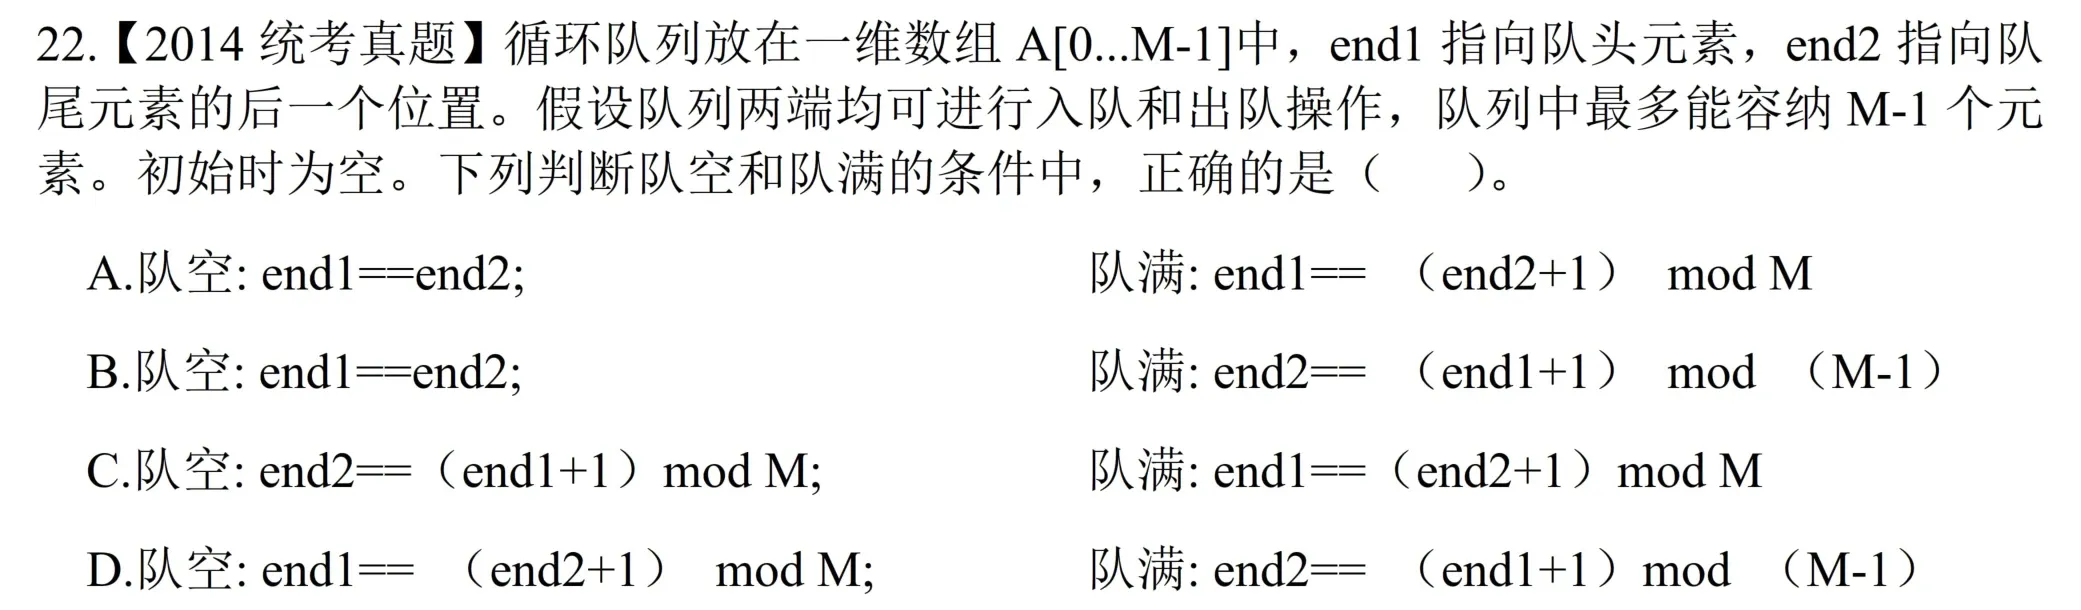 22.【2014 统考真题】循环队列放在一维数组 A[0...M-1]中，end1 指向队头元素，end2 指向队
尾元素的后一个位置。假设队列两端均可进行入队和出队操作，队列中最多能容纳 M-1 个元
素。初始时为空。下列判断队空和队满的条件中，正确的是（　　）。
A.队空: end1==end2;　　队满: end1== （end2+1） mod M
B.队空: end1==end2;　　队满: end2== （end1+1） mod （M-1）
C.队空: end2==（end1+1）mod M;　　队满: end1==（end2+1）mod M
D.队空: end1== （end2+1） mod M;　　队满: end2== （end1+1）mod （M-1）